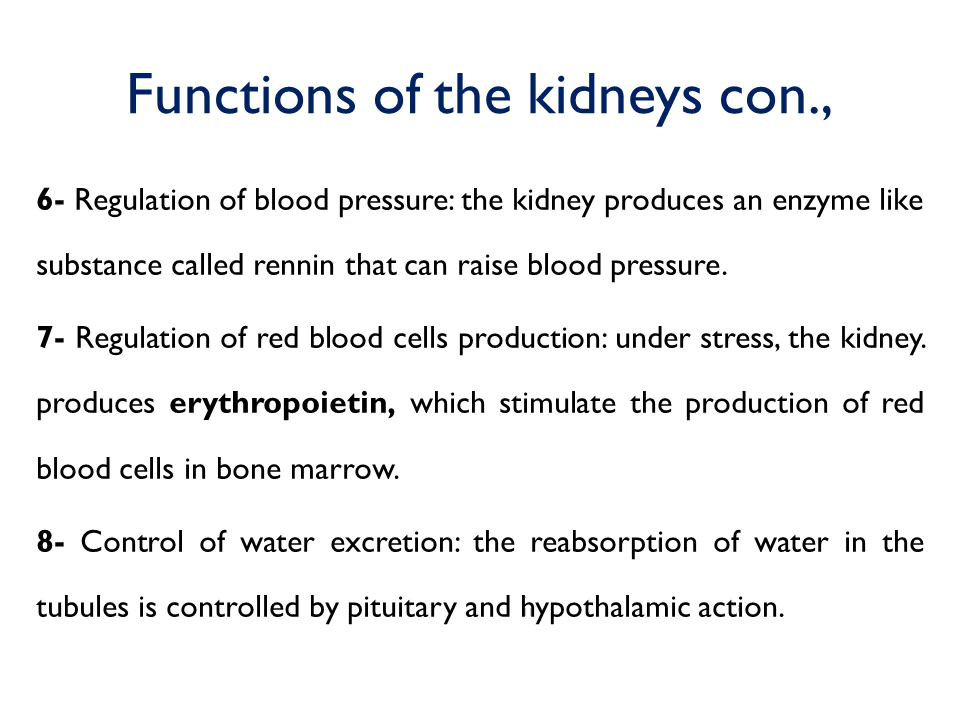 Functions of the kidneys con.,
6- Regulation of blood pressure: the kidney produces an enzyme like
substance called rennin that can raise blood pressure.
7- Regulation of red blood cells production: under stress, the kidney.
produces erythropoietin, which stimulate the production of red
blood cells in bone marrow.
8- Control of water excretion: the reabsorption of water in the
tubules is controlled by pituitary and hypothalamic action.